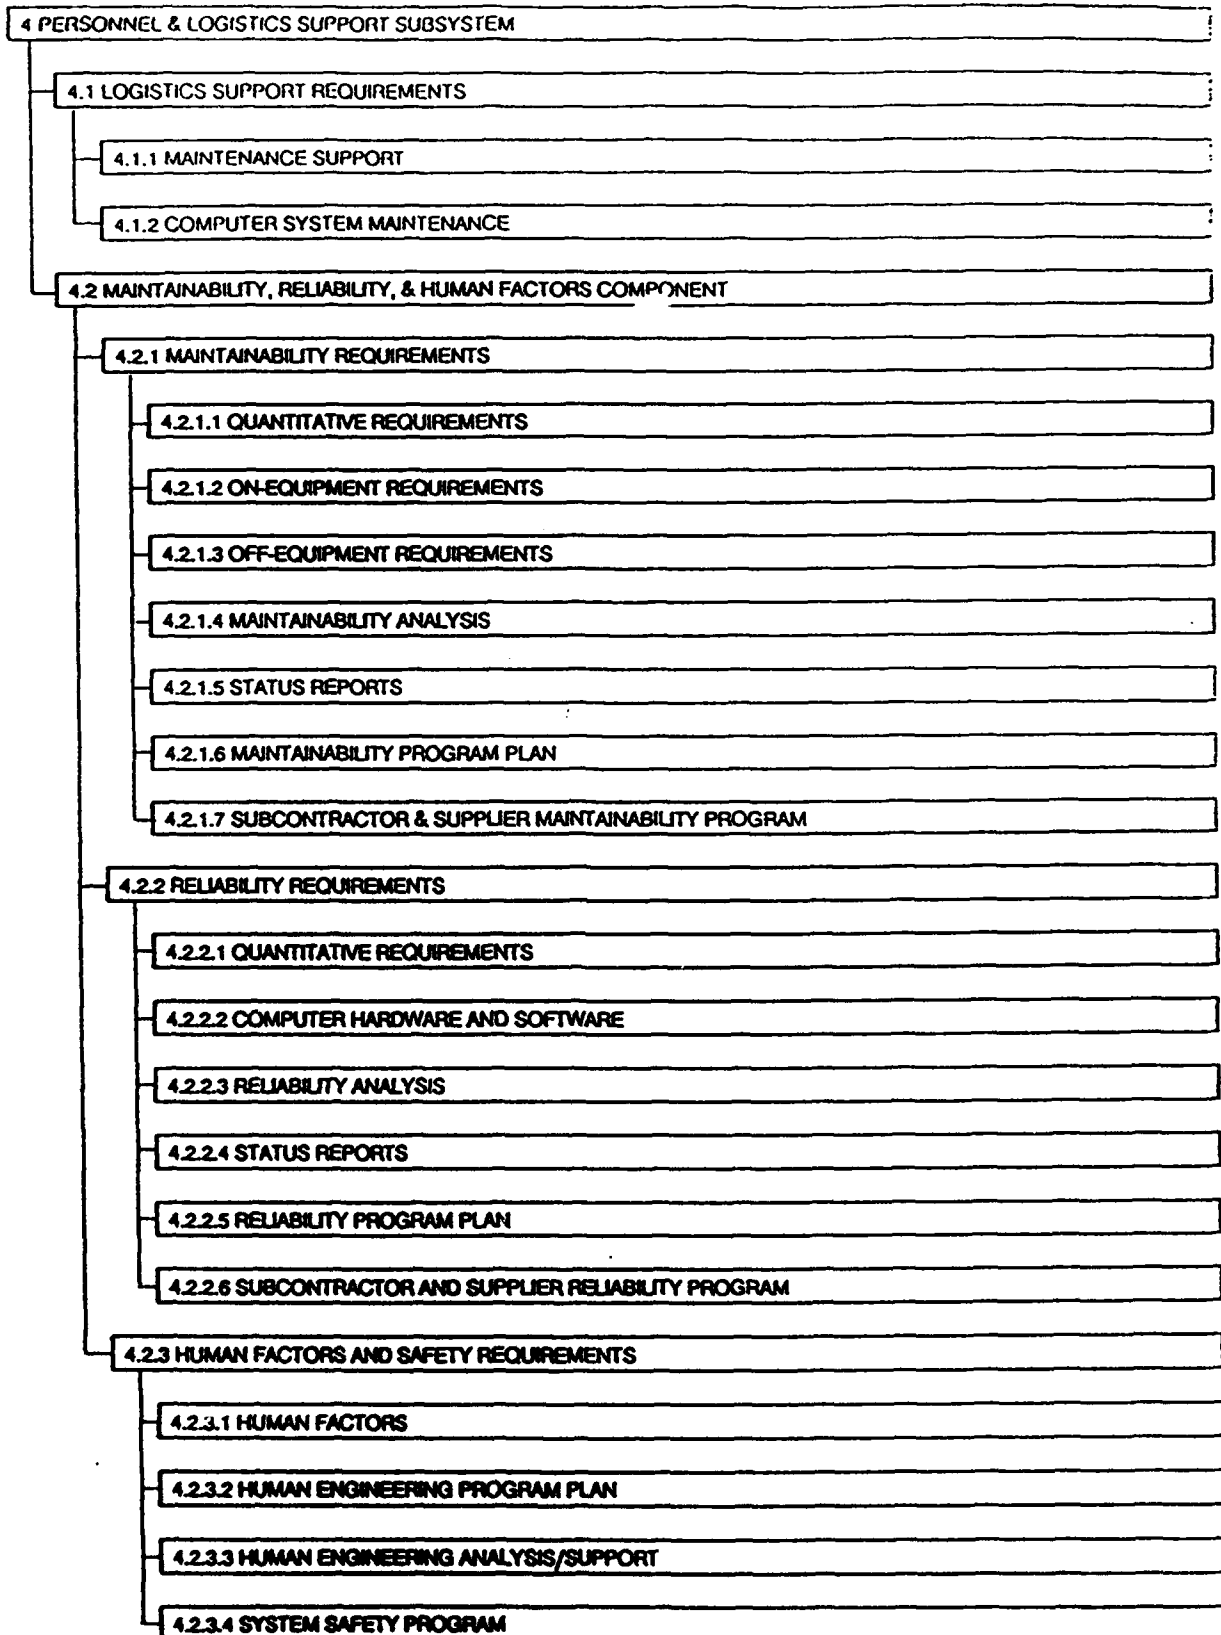 4 PERSONNEL & LOGISTICS SUPPORT SUBSYSTEM
4.1 LOGISTICS SUPPORT REQUIREMENTS
4.1.1 MAINTENANCE SUPPORT
4.1.2 COMPUTER SYSTEM MAINTENANCE
4.2 MAINTAINABILITY, RELIABILITY, & HUMAN FACTORS COMPONENT
4.2.1 MAINTAINABILITY REQUIREMENTS
4.2.1.1 QUANTITATIVE REQUIREMENTS
4.2.1.2 ON-EQUIPMENT REQUIREMENTS
4.2.1.3 OFF-EQUIPMENT REQUIREMENTS
4.2.1.4 MAINTAINABILITY ANALYSIS
4.2.1.5 STATUS REPORTS
4.2.1.6 MAINTAINABILITY PROGRAM PLAN
4.2.1.7 SUBCONTRACTOR & SUPPLIER MAINTAINABILITY PROGRAM
4.2.2 RELIABILITY REQUIREMENTS
4.2.2.1 QUANTITATIVE REQUIREMENTS
4.2.2.2 COMPUTER HARDWARE AND SOFTWARE
4.2.2.3 RELIABILITY ANALYSIS
4.2.2.4 STATUS REPORTS
4.2.2.5 RELIABILITY PROGRAM PLAN
4.2.2.6 SUBCONTRACTOR AND SUPPLIER RELIABILITY PROGRAM
4.2.3 HUMAN FACTORS AND SAFETY REQUIREMENTS
4.2.3.1 HUMAN FACTORS
4.2.3.2 HUMAN ENGINEERING PROGRAM PLAN
4.2.3.3 HUMAN ENGINEERING ANALYSIS/SUPPORT
4.2.3.4 SYSTEM SAFETY PROGRAM